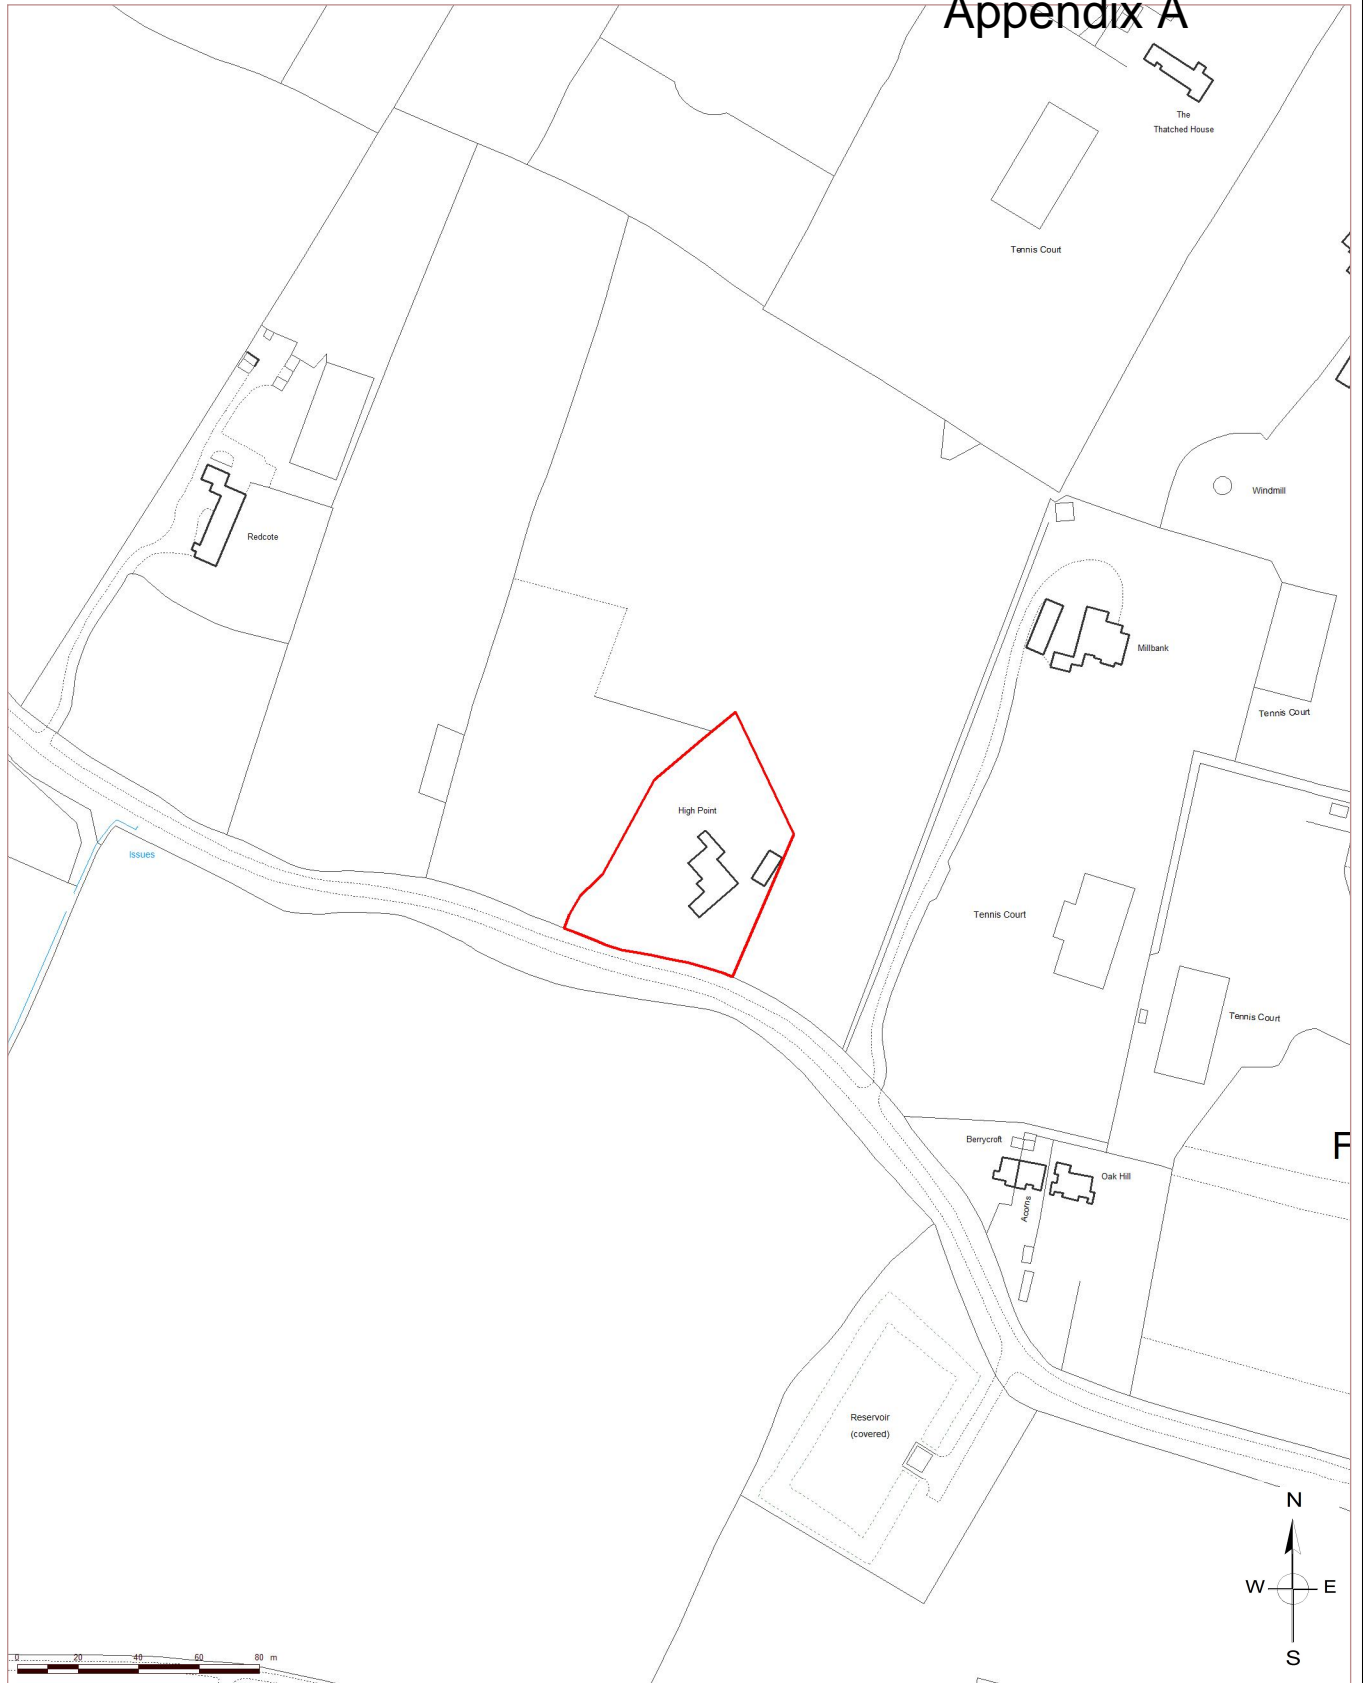 Appendix A
The
Thatched House
Tennis Court
Windmill
Redcote
Millbank
Tennis Court
High Point
Issues
Tennis Court
Tennis Court
F
Berrycroft
Oak Hill
Acorns
Reservoir
(covered)
N
W E
S
0 20 40 60 80 m